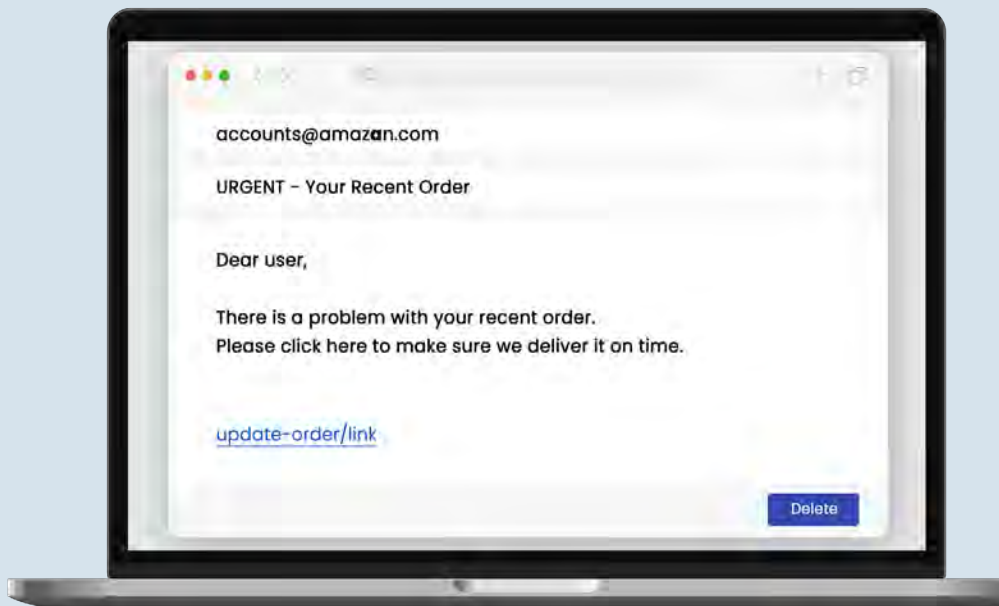 accounts@amazan.com
URGENT - Your Recent Order
Dear user,
There is a problem with your recent order.
Please click here to make sure we deliver it on time.
update-order/link
Delete